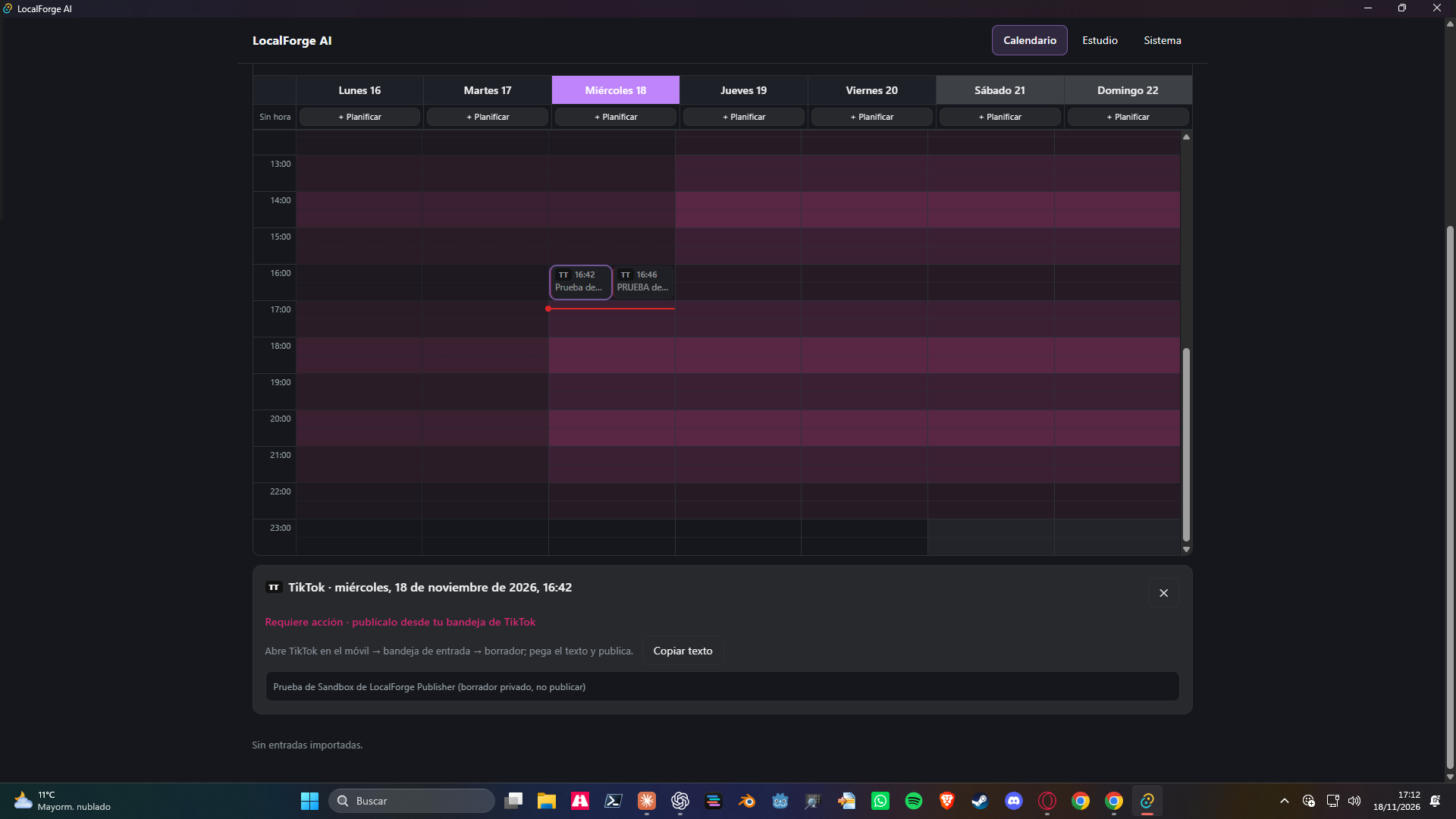 LocalForge AI
LocalForge AI
Calendario
Estudio
Sistema
Lunes 16
Martes 17
Miércoles 18
Jueves 19
Viernes 20
Sábado 21
Domingo 22
Sin hora
+ Planificar
+ Planificar
+ Planificar
+ Planificar
+ Planificar
+ Planificar
+ Planificar
13:00
14:00
15:00
16:00
TT 16:42
Prueba de...
TT 16:46
PRUEBA de...
17:00
18:00
19:00
20:00
21:00
22:00
23:00
TT TikTok · miércoles, 18 de noviembre de 2026, 16:42
Requiere acción · publícalo desde tu bandeja de TikTok
Abre TikTok en el móvil → bandeja de entrada → borrador; pega el texto y publica.
Copiar texto
Prueba de Sandbox de LocalForge Publisher (borrador privado, no publicar)
Sin entradas importadas.
11°C
Mayorm. nublado
Buscar
17:12
18/11/2026